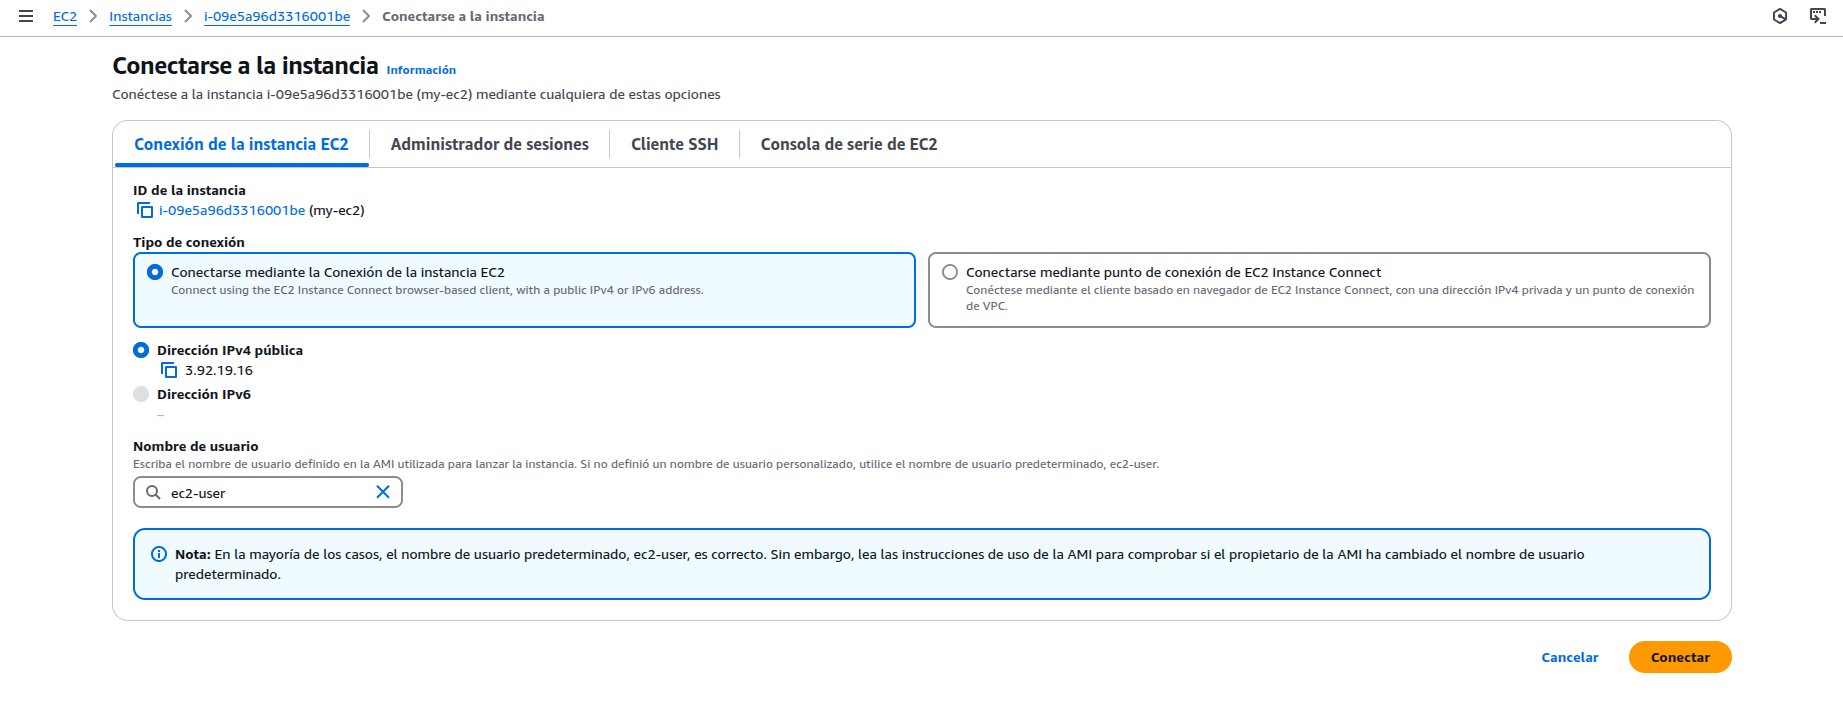 EC2 > Instancias > i-09e5a96d3316001be > Conectarse a la instancia
Conectarse a la instancia Información
Conéctese a la instancia i-09e5a96d3316001be (my-ec2) mediante cualquiera de estas opciones
Conexión de la instancia EC2 Administrador de sesiones Cliente SSH Consola de serie de EC2
ID de la instancia
i-09e5a96d3316001be (my-ec2)
Tipo de conexión
Conectarse mediante la Conexión de la instancia EC2
Connect using the EC2 Instance Connect browser-based client, with a public IPv4 or IPv6 address.
Conectarse mediante punto de conexión de EC2 Instance Connect
Conéctese mediante el cliente basado en navegador de EC2 Instance Connect, con una dirección IPv4 privada y un punto de conexión
de VPC.
Dirección IPv4 pública
3.92.19.16
Dirección IPv6
–
Nombre de usuario
Escriba el nombre de usuario definido en la AMI utilizada para lanzar la instancia. Si no definió un nombre de usuario personalizado, utilice el nombre de usuario predeterminado, ec2-user.
ec2-user
Nota: En la mayoría de los casos, el nombre de usuario predeterminado, ec2-user, es correcto. Sin embargo, lea las instrucciones de uso de la AMI para comprobar si el propietario de la AMI ha cambiado el nombre de usuario
predeterminado.
Cancelar Conectar